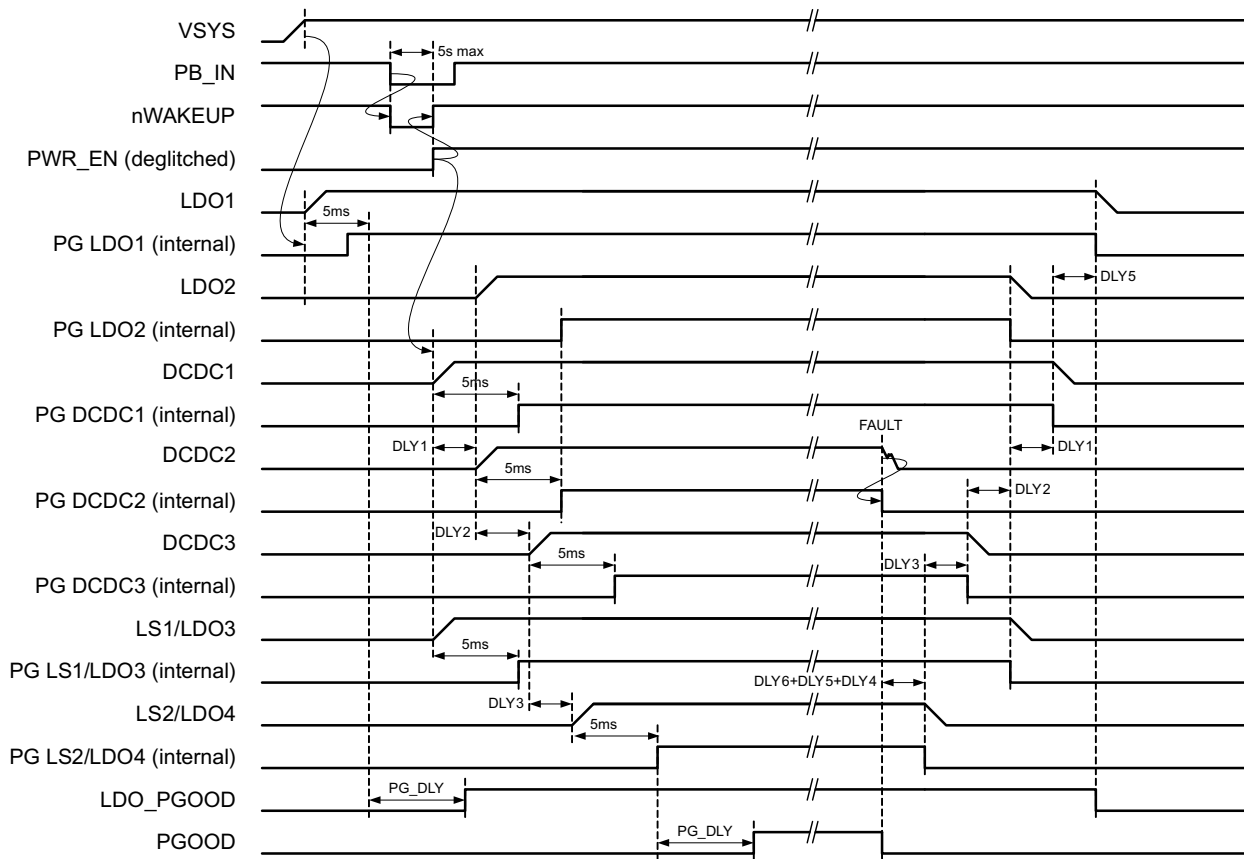 VSYS
5s max
PB_IN
nWAKEUP
PWR_EN (deglitched)
LDO1
5ms
PG LDO1 (internal)
LDO2
DLY5
PG LDO2 (internal)
DCDC1
5ms
PG DCDC1 (internal)
FAULT
DLY1
DLY1
DCDC2
5ms
DLY2
PG DCDC2 (internal)
DLY2
DCDC3
5ms
DLY3
PG DCDC3 (internal)
LS1/LDO3
5ms
PG LS1/LDO3 (internal)
DLY6+DLY5+DLY4
DLY3
LS2/LDO4
5ms
PG LS2/LDO4 (internal)
PG_DLY
LDO_PGOOD
PG_DLY
PGOOD